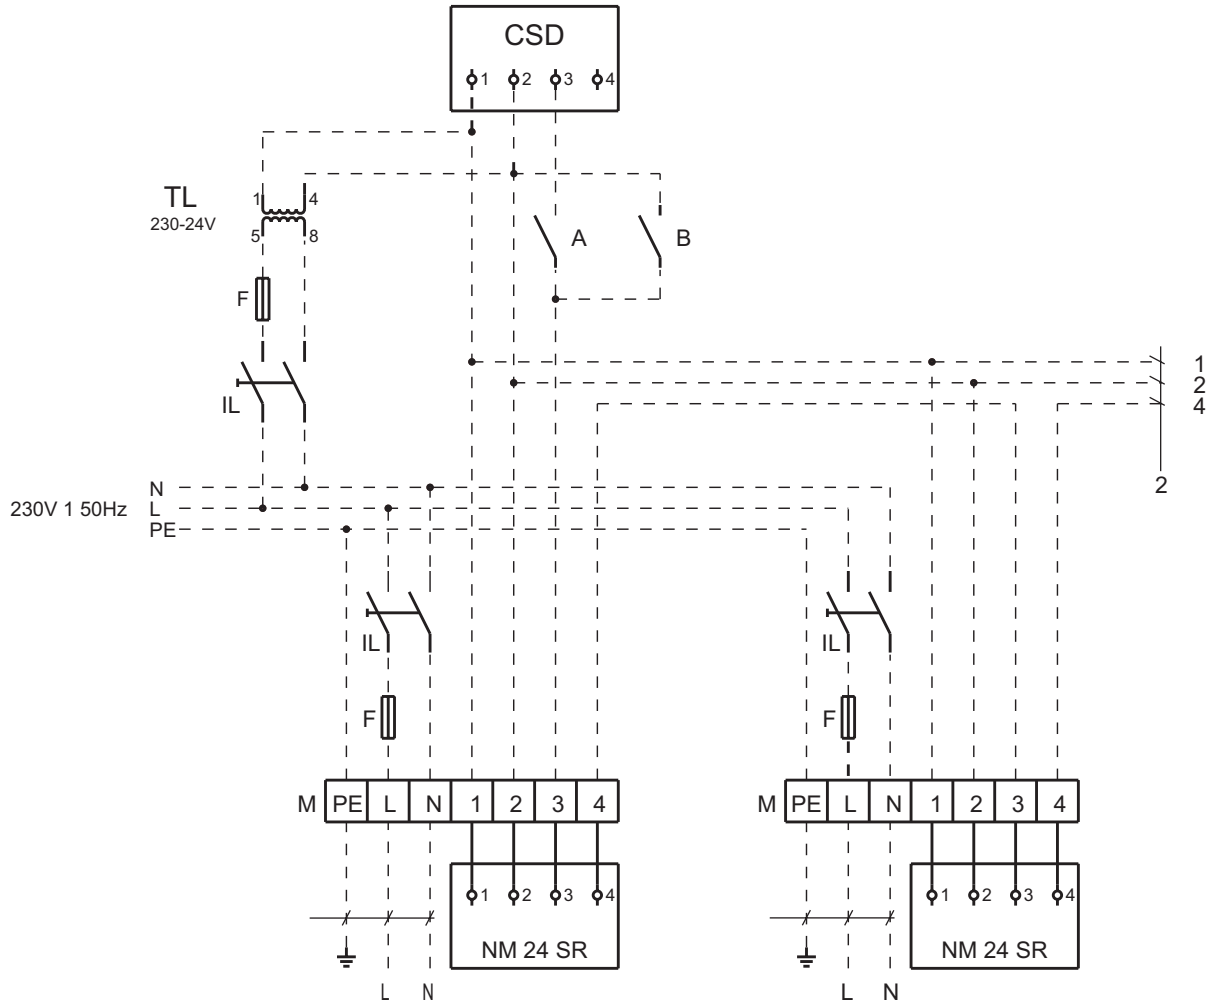 CSD
1 2 3 4
TL
230-24V
1 4
5 8
A B
F
IL
1
2
4
2
N
230V 1 50Hz L
PE
IL IL
F F
M PE L N 1 2 3 4 M PE L N 1 2 3 4
1 2 3 4 1 2 3 4
NM 24 SR NM 24 SR
L N L N